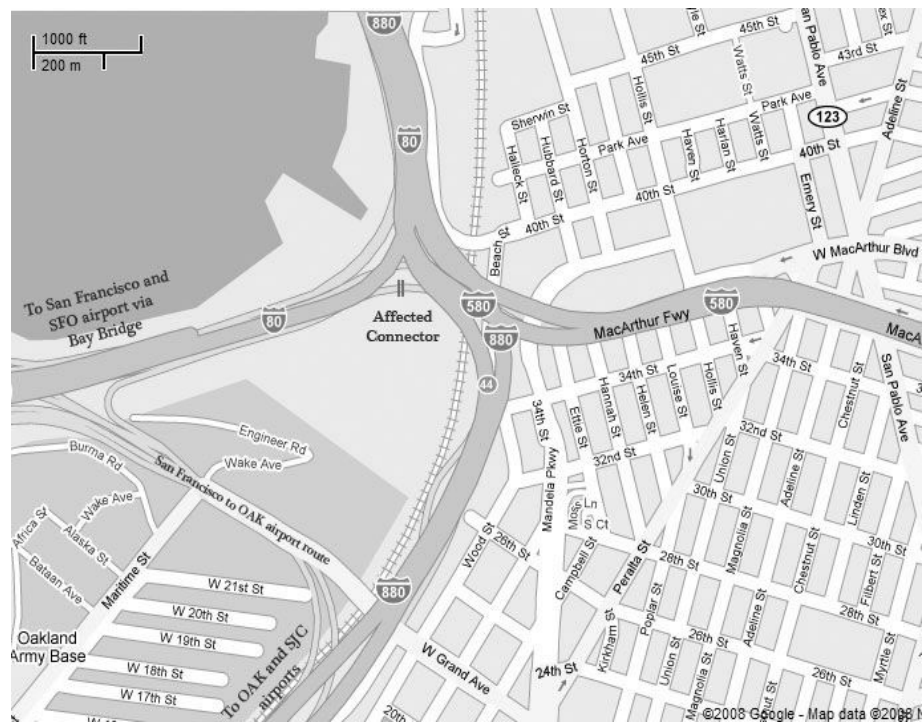 1000 ft
200 m
880
80
45th St
45th St
Hollis St
Watts St
San Pablo Ave
43rd St
Adeline St
Park Ave
123
Sherwin St
Park Ave
Halleck St
Hubbard St
Horton St
Haven St
Harlan St
Watts St
40th St
40th St
40th St
Emery St
Beach St
W MacArthur Blvd
To San Francisco and
SFO airport via
Bay Bridge
80
Affected
Connector
580
880
580
MacArthur Fwy
44
34th St
34th St
Ettie St
Hannah St
Helen St
Louise St
Hollis St
Haven St
34th St
Chestnut St
San Pablo Ave
32nd St
32nd St
Union St
Adeline St
Linden St
Engineer Rd
Wake Ave
Burma Rd
Wake Ave
Africa St
Alaska St
Bataan Ave
Maritime St
San Francisco to OAK airport route
Mandela Pkwy
Moss Ln
S Ct
30th St
30th St
Magnolia St
Wood St
26th St
Campbell St
Peralta St
28th St
28th St
Chestnut St
Filbert St
880
W 21st St
W 20th St
W 19th St
W 18th St
W 17th St
Oakland
Army Base
To OAK and SJC
airports
W Grand Ave
Kirkham St
Poplar St
Adeline St
26th St
26th St
Union St
Magnolia St
Chestnut St
Myrtle St
24th St
20th St
©2008 Google - Map data ©2008